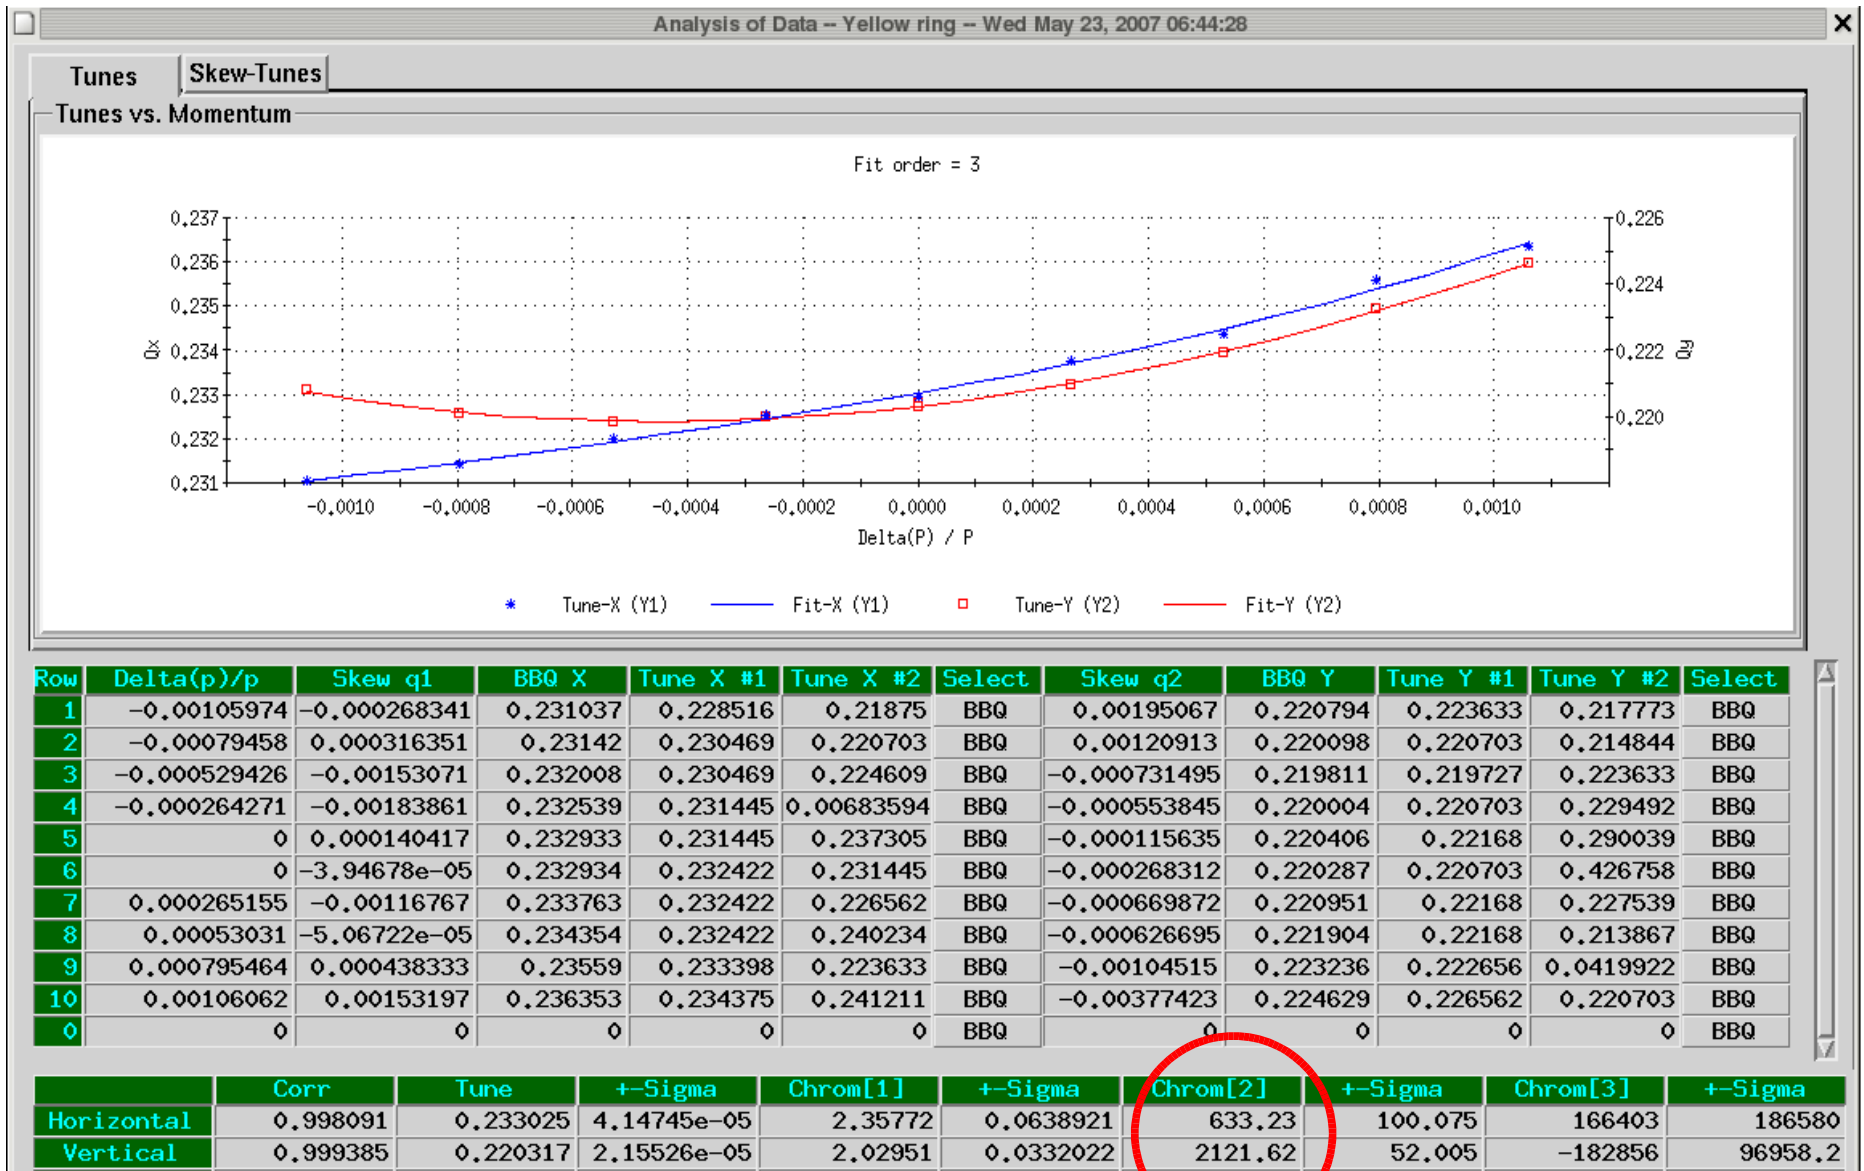 Analysis of Data -- Yellow ring -- Wed May 23, 2007 06:44:28
Tunes Skew-Tunes
Tunes vs. Momentum
Fit order = 3
0.237 0.226
0.236
0.235 0.224
Qx 0.234 0.222 Qy
0.233
0.232 0.220
0.231
-0.0010 -0.0008 -0.0006 -0.0004 -0.0002 0.0000 0.0002 0.0004 0.0006 0.0008 0.0010
Delta(P) / P
Tune-X (Y1) Fit-X (Y1) Tune-Y (Y2) Fit-Y (Y2)
Row Delta(p)/p Skew q1 BBQ X Tune X #1 Tune X #2 Select Skew q2 BBQ Y Tune Y #1 Tune Y #2 Select
1 -0.00105974 -0.000268341 0.231037 0.228516 0.21875 BBQ 0.00195067 0.220794 0.223633 0.217773 BBQ
2 -0.00079458 0.000316351 0.23142 0.230469 0.220703 BBQ 0.00120913 0.220098 0.220703 0.214844 BBQ
3 -0.000529426 -0.00153071 0.232008 0.230469 0.224609 BBQ -0.000731495 0.219811 0.219727 0.223633 BBQ
4 -0.000264271 -0.00183861 0.232539 0.231445 0.00683594 BBQ -0.000553845 0.220004 0.220703 0.229492 BBQ
5 0 0.000140417 0.232933 0.231445 0.237305 BBQ -0.000115635 0.220406 0.22168 0.290039 BBQ
6 0 -3.94678e-05 0.232934 0.232422 0.231445 BBQ -0.000268312 0.220287 0.220703 0.426758 BBQ
7 0.000265155 -0.00116767 0.233763 0.232422 0.226562 BBQ -0.000669872 0.220951 0.22168 0.227539 BBQ
8 0.00053031 -5.06722e-05 0.234354 0.232422 0.240234 BBQ -0.000626695 0.221904 0.22168 0.213867 BBQ
9 0.000795464 0.000438333 0.23559 0.233398 0.223633 BBQ -0.00104515 0.223236 0.222656 0.0419922 BBQ
10 0.00106062 0.00153197 0.236353 0.234375 0.241211 BBQ -0.00377423 0.224629 0.226562 0.220703 BBQ
0 0 0 0 0 0 BBQ 0 0 0 0 BBQ
Corr Tune +-Sigma Chrom[1] +-Sigma Chrom[2] +-Sigma Chrom[3] +-Sigma
Horizontal 0.998091 0.233025 4.14745e-05 2.35772 0.0638921 633.23 100.075 166403 186580
Vertical 0.999385 0.220317 2.15526e-05 2.02951 0.0332022 2121.62 52.005 -182856 96958.2